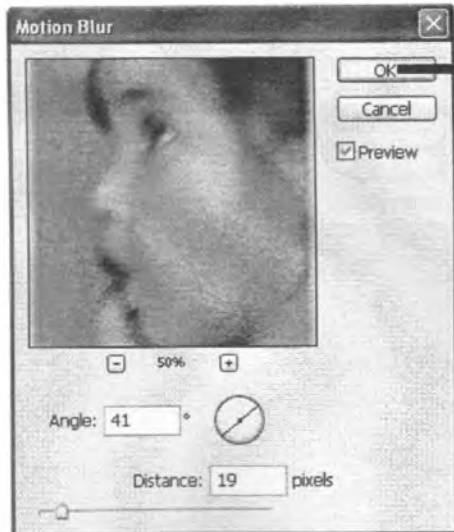 Motion Blur
OK
Cancel
Preview
50%
Angle: 41 °
Distance: 19 pixels